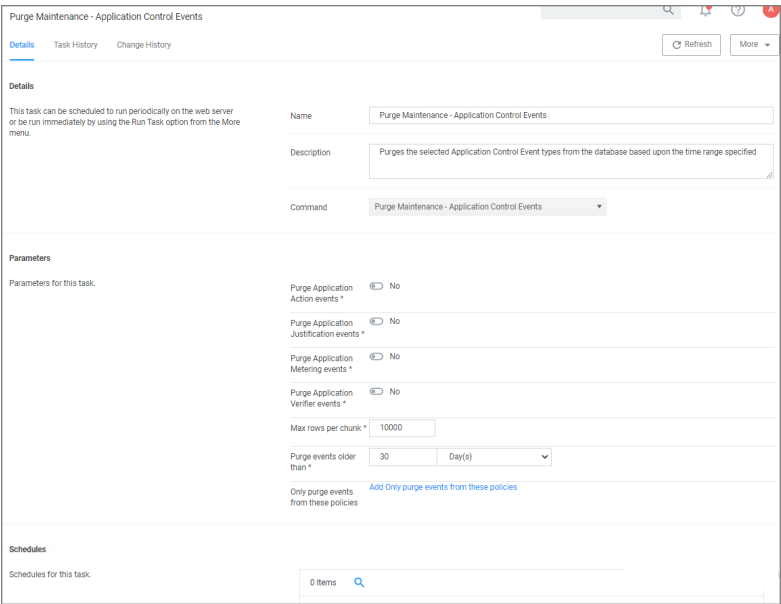 Purge Maintenance - Application Control Events
A
Details Task History Change History
Refresh More
Details
This task can be scheduled to run periodically on the web server
or be run immediately by using the Run Task option from the More
menu.
Name Purge Maintenance - Application Control Events
Description Purges the selected Application Control Event types from the database based upon the time range specified
Command Purge Maintenance - Application Control Events
Parameters
Parameters for this task.
Purge Application
Action events * No
Purge Application
Justification events * No
Purge Application
Metering events * No
Purge Application
Verifier events * No
Max rows per chunk * 10000
Purge events older
than * 30 Day(s)
Only purge events
from these policies Add Only purge events from these policies
Schedules
Schedules for this task.
0 Items